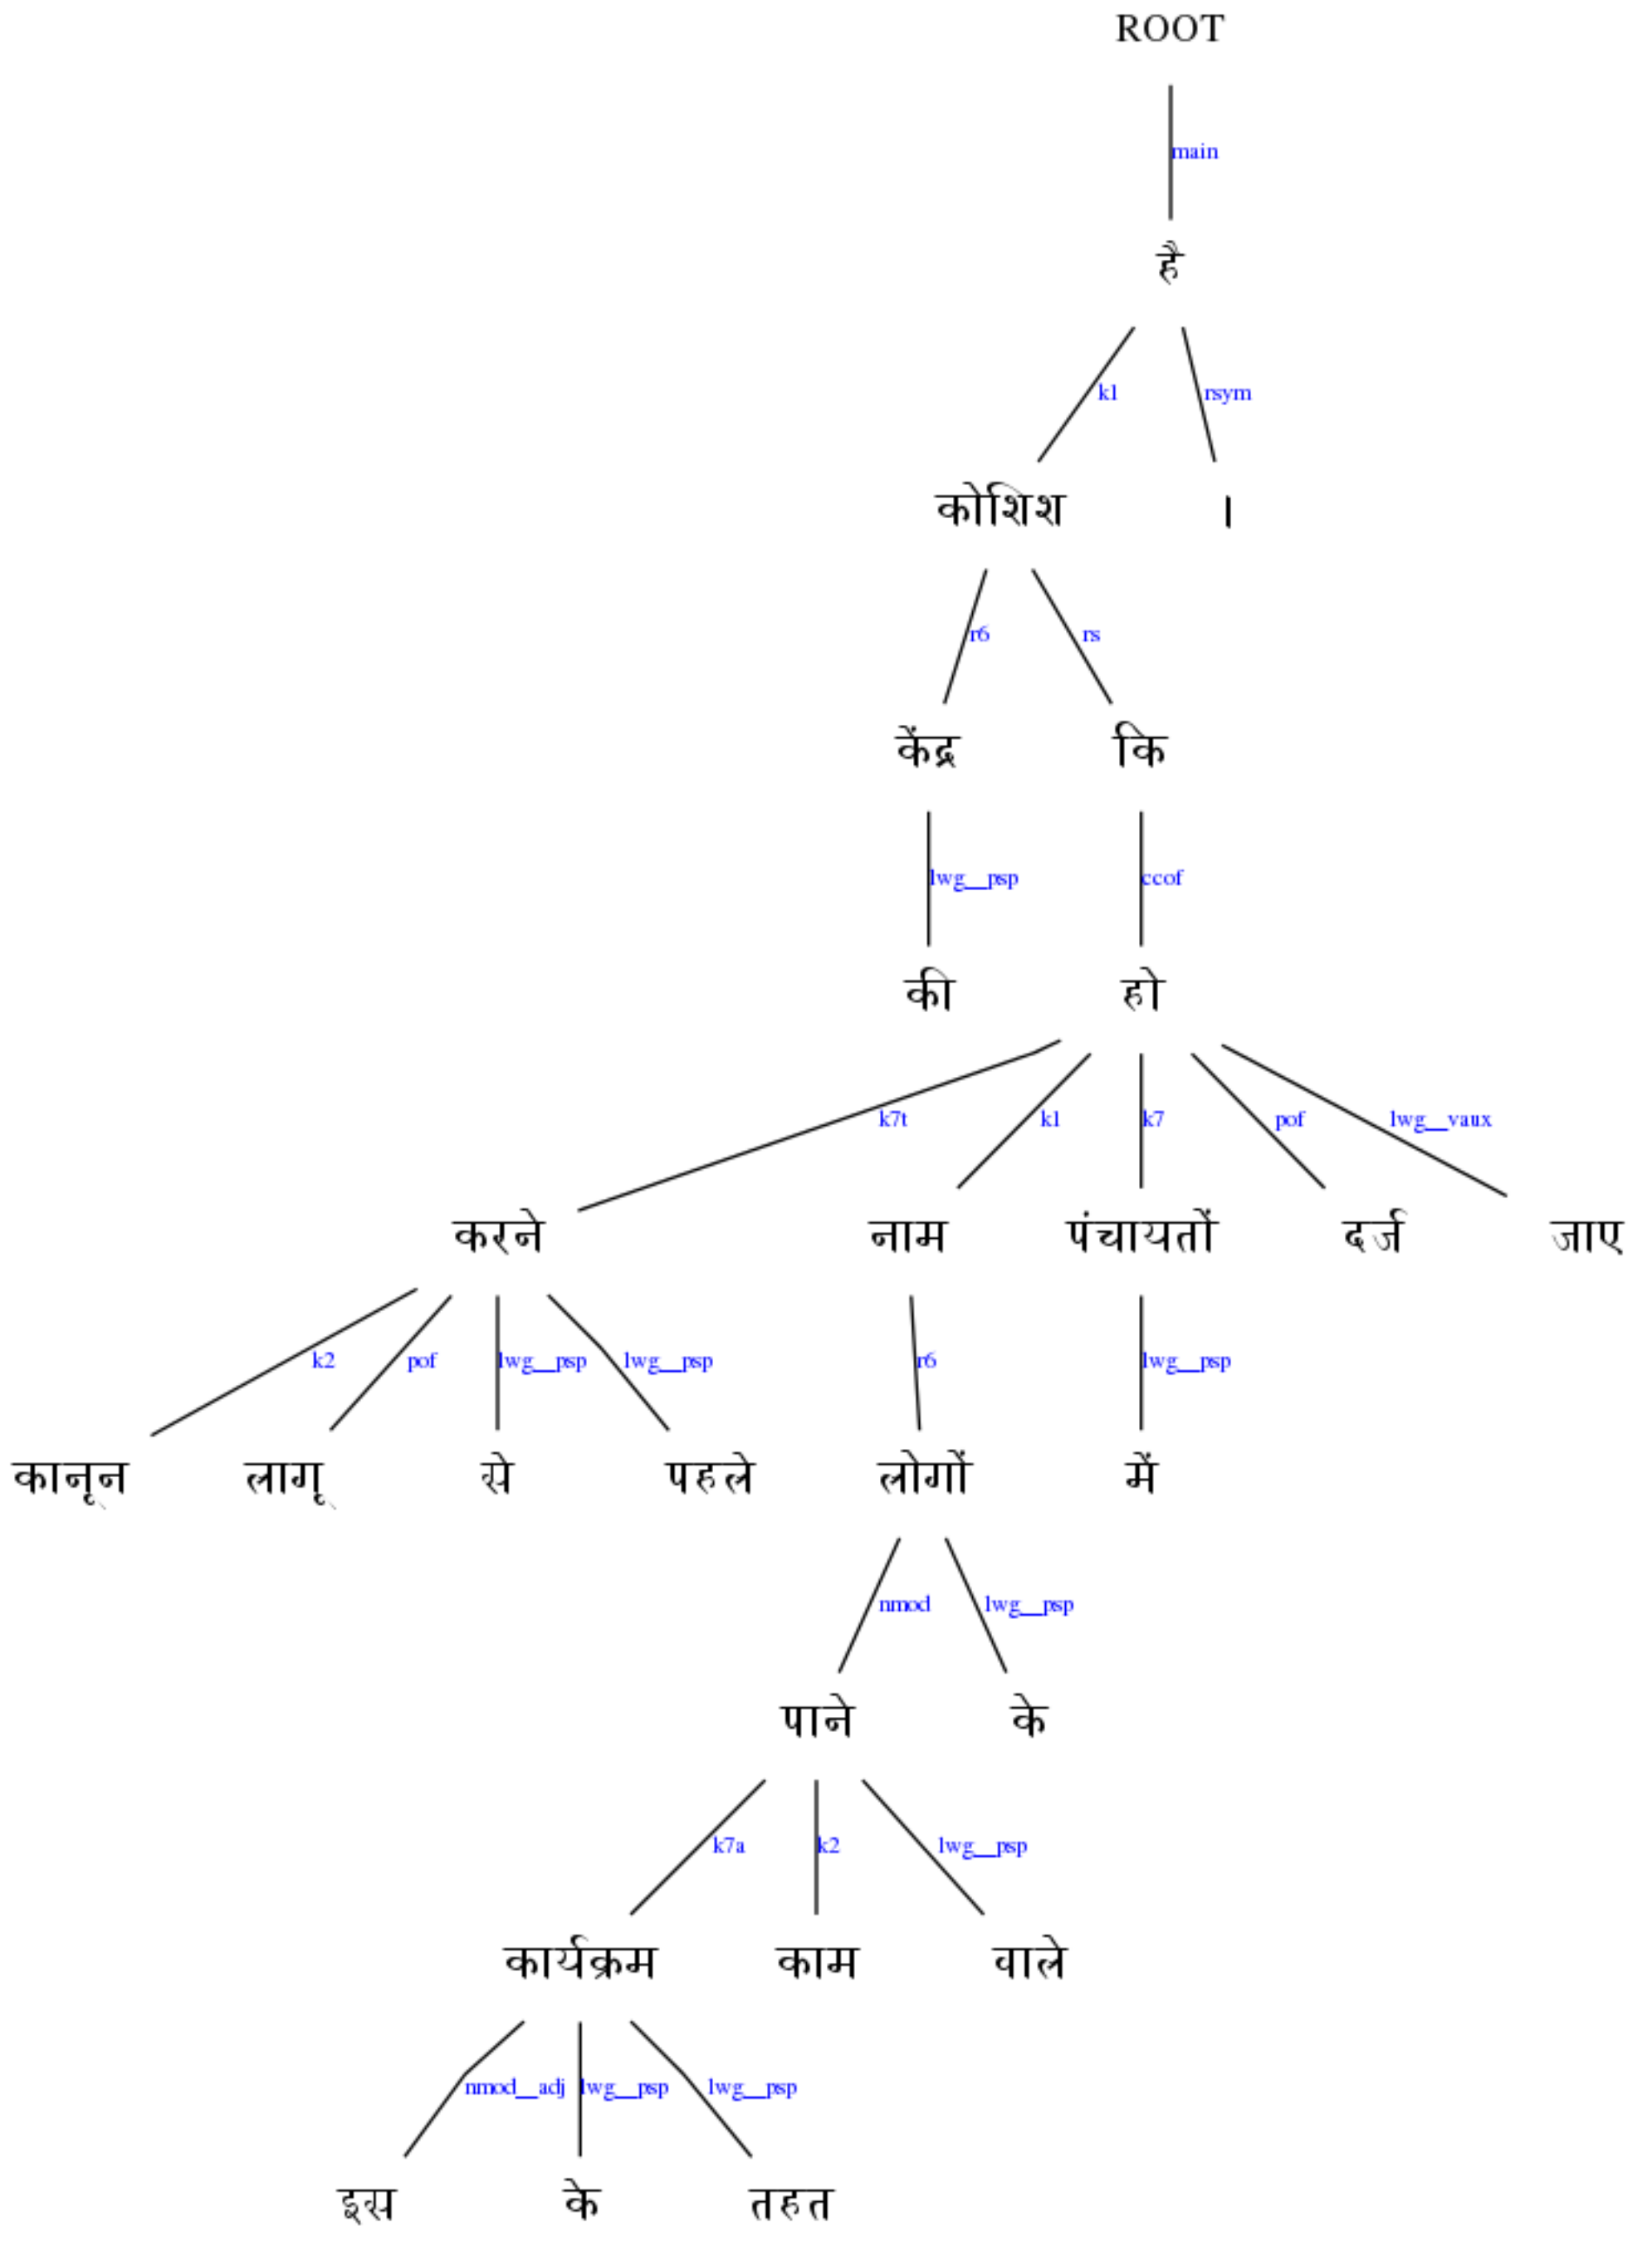 ROOT
main
है
k1 rsym
कोशिश ।
r6 rs
केंद्र कि
lwg__psp ccof
की हो
k7t k1 k7 pof lwg__vaux
करने नाम पंचायतों दर्ज जाए
k2 pof lwg__psp lwg__psp r6 lwg__psp
कानून लागू से पहले लोगों में
nmod lwg__psp
पाने के
k7a k2 lwg__psp
कार्यक्रम काम वाले
nmod__adj lwg__psp lwg__psp
इस के तहत